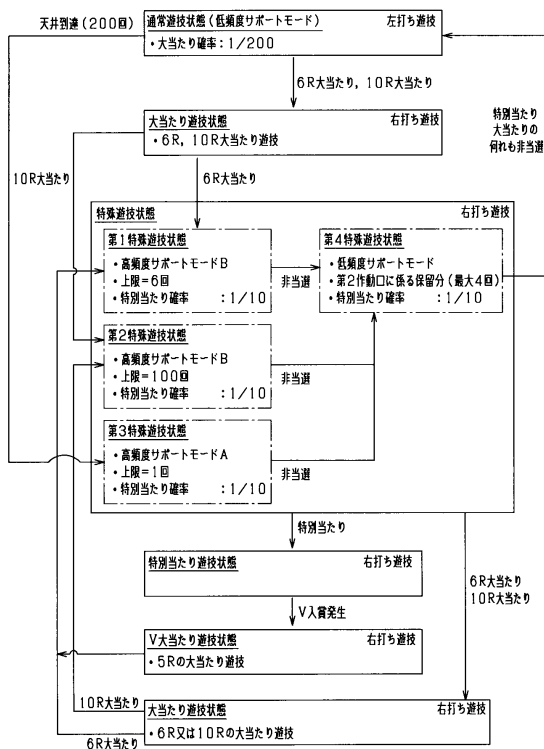 天井到達(200回)
通常遊技状態(低頻度サポートモード)
左打ち遊技
・大当たり確率:1/200
6R大当たり,10R大当たり
特別当たり
大当たりの
何れも非当選
大当たり遊技状態
右打ち遊技
・6R,10R大当たり遊技
10R大当たり
6R大当たり
特殊遊技状態
右打ち遊技
第1特殊遊技状態
・高頻度サポートモードB
・上限=6回
・特別当たり確率 :1/10
非当選
第4特殊遊技状態
・低頻度サポートモード
・第2作動口に係る保留分(最大4回)
・特別当たり確率 :1/10
第2特殊遊技状態
・高頻度サポートモードB
・上限=100回
・特別当たり確率 :1/10
非当選
第3特殊遊技状態
・高頻度サポートモードA
・上限=1回
・特別当たり確率 :1/10
非当選
特別当たり
特別当たり遊技状態
右打ち遊技
6R大当たり
10R大当たり
V入賞発生
V大当たり遊技状態
右打ち遊技
・5Rの大当たり遊技
10R大当たり
大当たり遊技状態
右打ち遊技
・6R又は10Rの大当たり遊技
6R大当たり